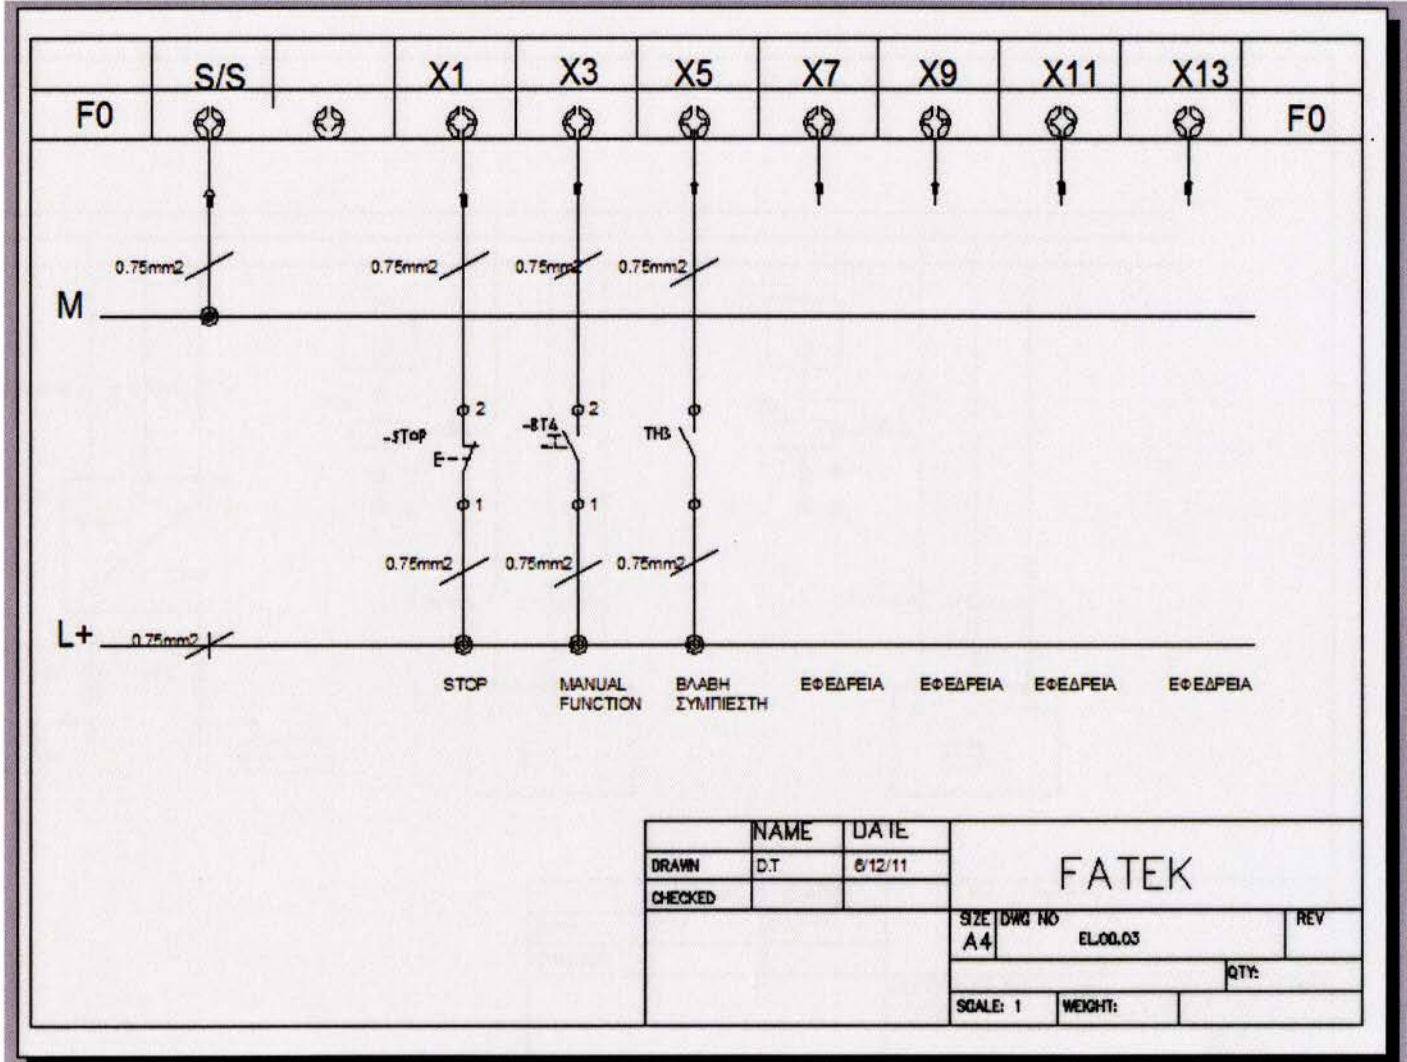 S/S X1 X3 X5 X7 X9 X11 X13
F0 F0
0.75mm2 0.75mm2 0.75mm2 0.75mm2
M
2 2
-STOP -BT4 TH3
E
1 1
0.75mm2 0.75mm2 0.75mm2
L+ 0.75mm2
STOP MANUAL ΒΛΑΒΗ ΕΦΕΔΡΕΙΑ ΕΦΕΔΡΕΙΑ ΕΦΕΔΡΕΙΑ ΕΦΕΔΡΕΙΑ
FUNCTION ΣΥΜΠΙΕΣΤΗ
NAME DATE
DRAWN D.T 6/12/11
CHECKED
FATEK
SIZE DWG NO REV
A4 EL.00.03
QTY:
SCALE: 1 WEIGHT: